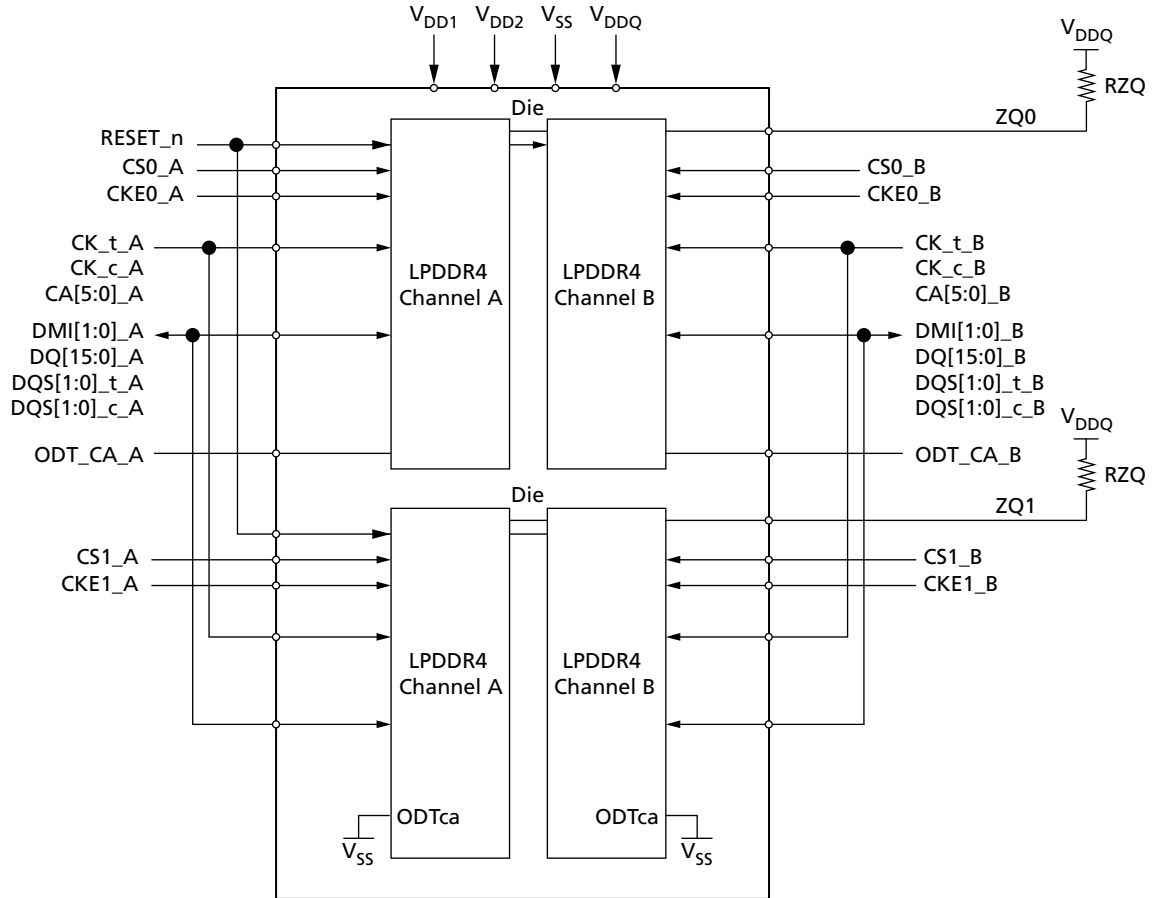 VDD1 VDD2 VSS VDDQ
VDDQ
RZQ
ZQ0
Die
RESET_n
CS0_A
CKE0_A
CK_t_A
CK_c_A
CA[5:0]_A
DMI[1:0]_A
DQ[15:0]_A
DQS[1:0]_t_A
DQS[1:0]_c_A
ODT_CA_A
LPDDR4
Channel A
LPDDR4
Channel B
CS0_B
CKE0_B
CK_t_B
CK_c_B
CA[5:0]_B
DMI[1:0]_B
DQ[15:0]_B
DQS[1:0]_t_B
DQS[1:0]_c_B
ODT_CA_B
VDDQ
RZQ
ZQ1
Die
CS1_A
CKE1_A
LPDDR4
Channel A
LPDDR4
Channel B
CS1_B
CKE1_B
ODTca
ODTca
VSS
VSS